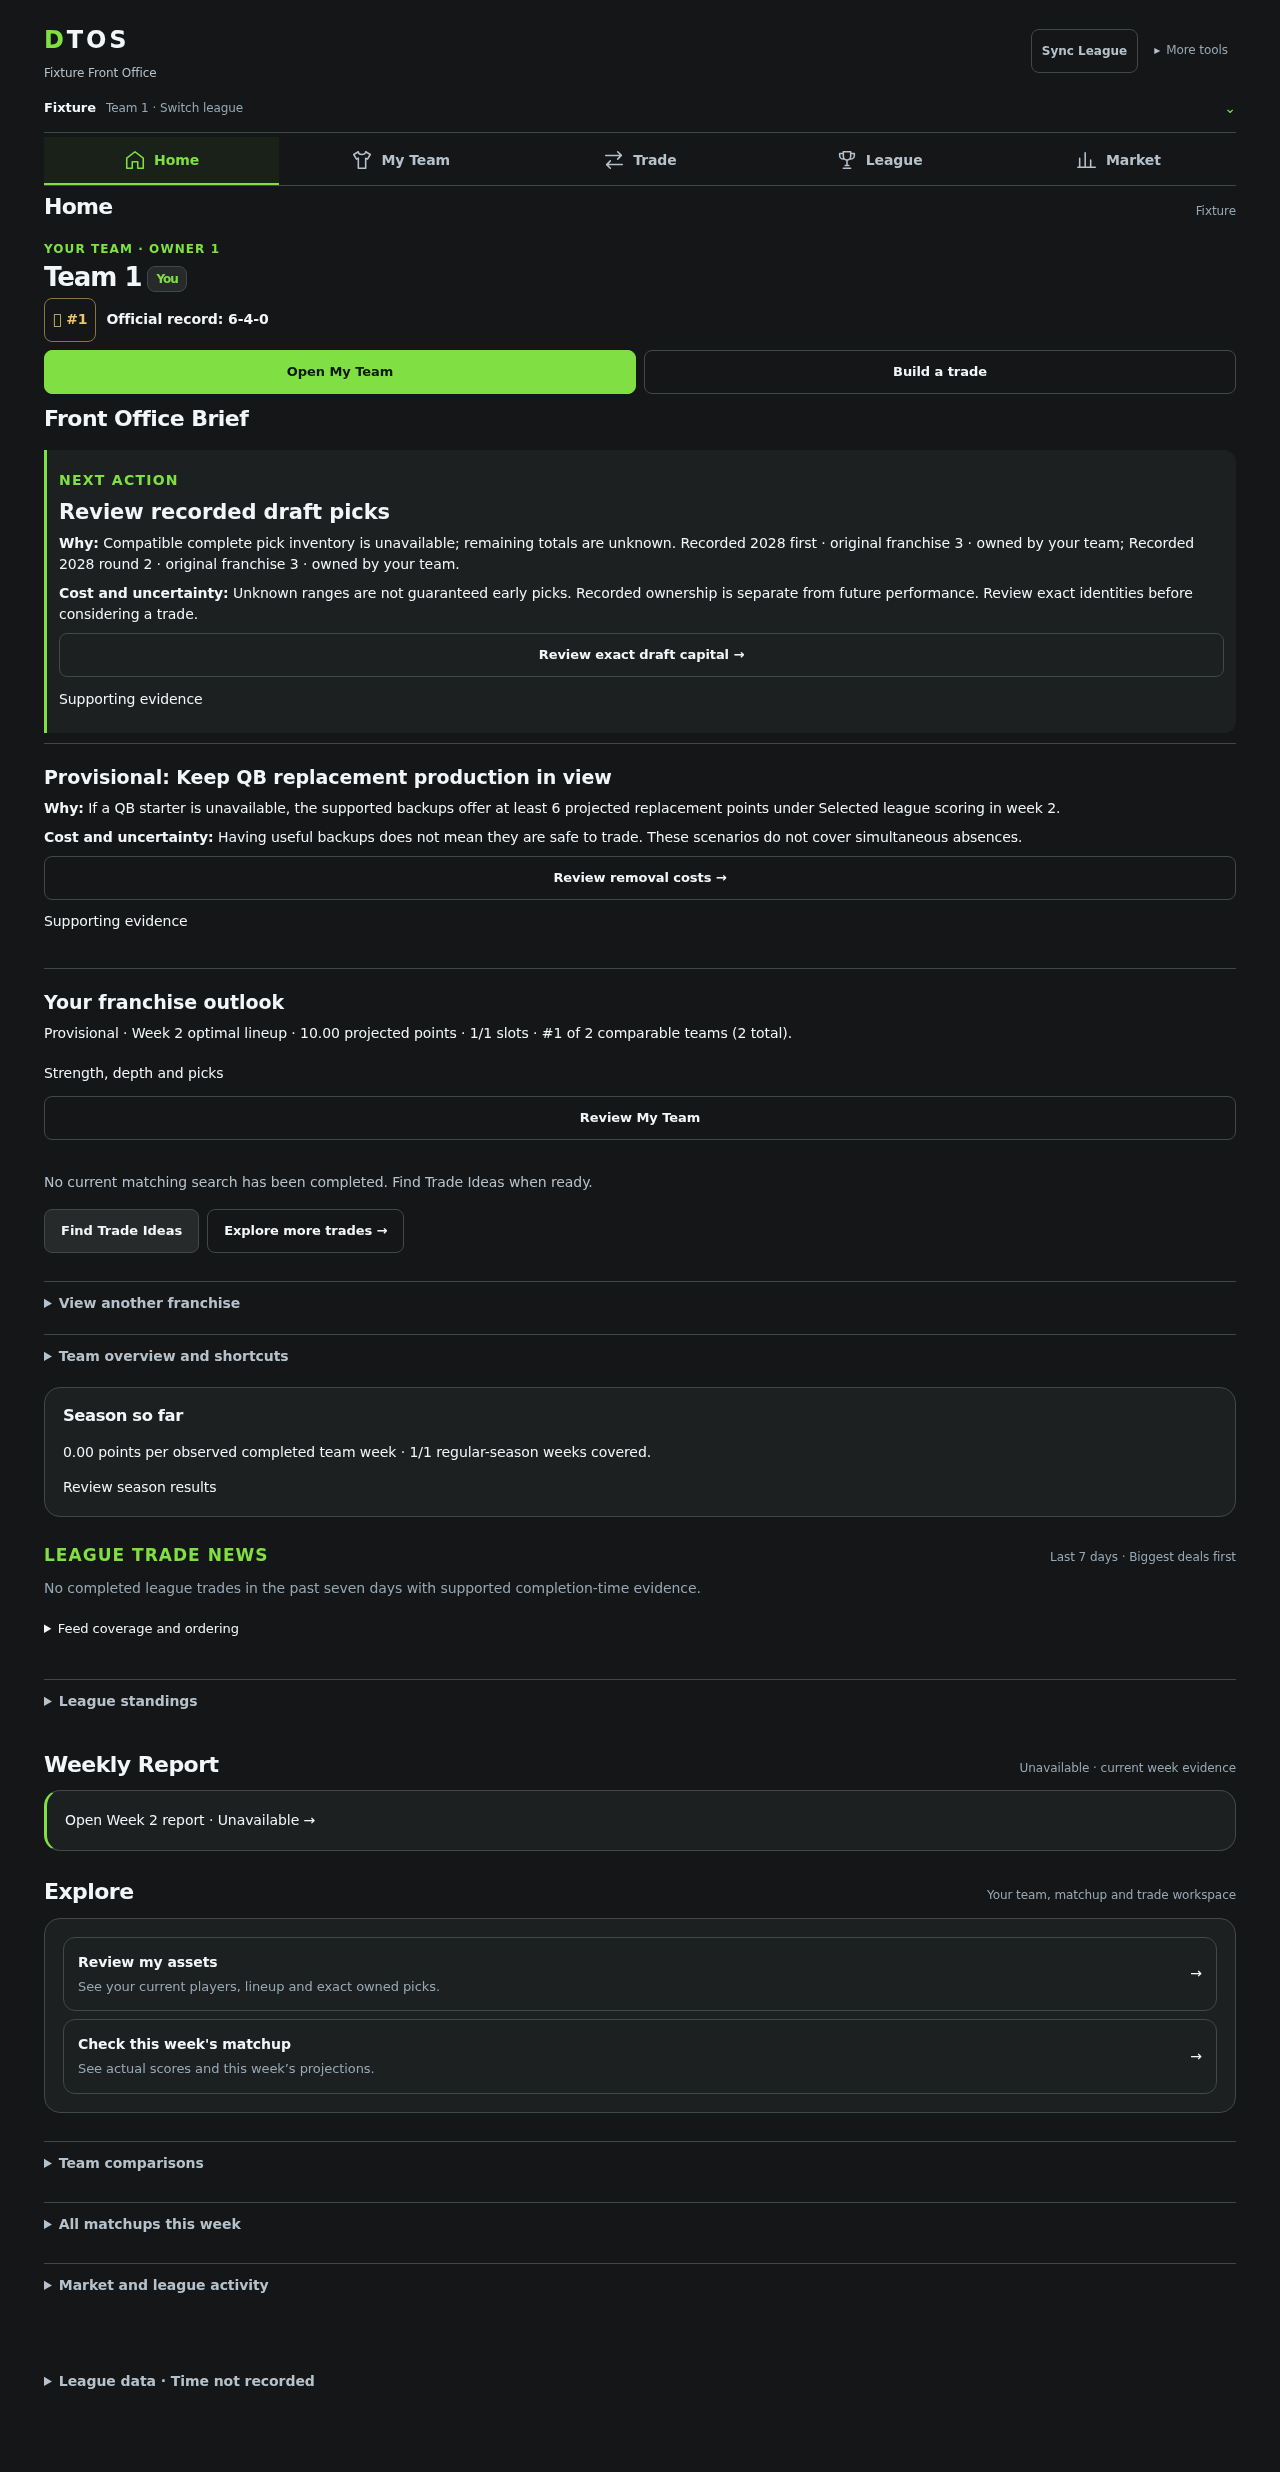 DTOS
Fixture Front Office
Sync League
▸ More tools
Fixture Team 1 · Switch league
Home
My Team
Trade
League
Market
Home
Fixture
YOUR TEAM · OWNER 1
Team 1 You
#1 Official record: 6-4-0
Open My Team
Build a trade
Front Office Brief
NEXT ACTION
Review recorded draft picks
Why: Compatible complete pick inventory is unavailable; remaining totals are unknown. Recorded 2028 first · original franchise 3 · owned by your team; Recorded
2028 round 2 · original franchise 3 · owned by your team.
Cost and uncertainty: Unknown ranges are not guaranteed early picks. Recorded ownership is separate from future performance. Review exact identities before
considering a trade.
Review exact draft capital →
Supporting evidence
Provisional: Keep QB replacement production in view
Why: If a QB starter is unavailable, the supported backups offer at least 6 projected replacement points under Selected league scoring in week 2.
Cost and uncertainty: Having useful backups does not mean they are safe to trade. These scenarios do not cover simultaneous absences.
Review removal costs →
Supporting evidence
Your franchise outlook
Provisional · Week 2 optimal lineup · 10.00 projected points · 1/1 slots · #1 of 2 comparable teams (2 total).
Strength, depth and picks
Review My Team
No current matching search has been completed. Find Trade Ideas when ready.
Find Trade Ideas
Explore more trades →
▶ View another franchise
▶ Team overview and shortcuts
Season so far
0.00 points per observed completed team week · 1/1 regular-season weeks covered.
Review season results
LEAGUE TRADE NEWS
Last 7 days · Biggest deals first
No completed league trades in the past seven days with supported completion-time evidence.
▶ Feed coverage and ordering
▶ League standings
Weekly Report
Unavailable · current week evidence
Open Week 2 report · Unavailable →
Explore
Your team, matchup and trade workspace
Review my assets
See your current players, lineup and exact owned picks.
→
Check this week's matchup
See actual scores and this week’s projections.
→
▶ Team comparisons
▶ All matchups this week
▶ Market and league activity
▶ League data · Time not recorded